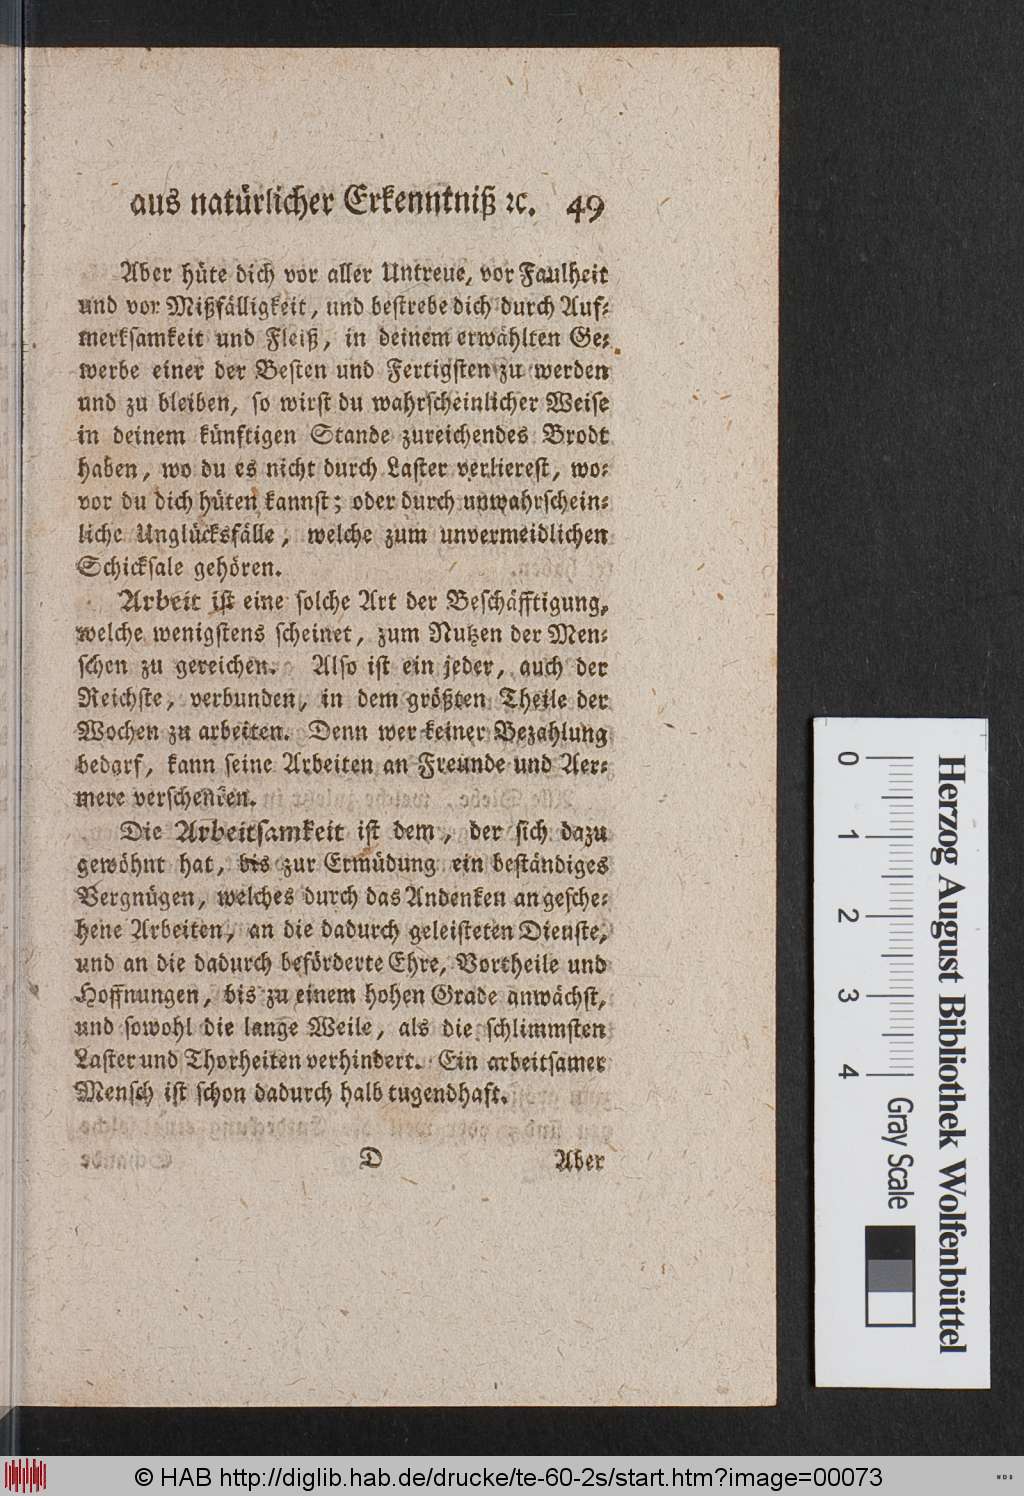 aus natürlicher Erkenntniß ꝛc. 49
Aber hüte dich vor aller Untreue, vor Faulheit
und vor Mißfälligkeit, und bestrebe dich durch Auf⸗
merksamkeit und Fleiß, in deinem erwählten Ge⸗
werbe einer der Besten und Fertigsten zu werden
und zu bleiben, so wirst du wahrscheinlicher Weise
in deinem künftigen Stande zureichendes Brodt
haben, wo du es nicht durch Laster verlierest, wo⸗
vor du dich hüten kannst; oder durch unwahrschein⸗
liche Unglücksfälle, welche zum unvermeidlichen
Schicksale gehören.
Arbeit ist eine solche Art der Beschäfftigung,
welche wenigstens scheinet, zum Nutzen der Men⸗
schen zu gereichen. Also ist ein jeder, auch der
Reichste, verbunden, in dem größten Theile der
Wochen zu arbeiten. Denn wer keiner Bezahlung
bedarf, kann seine Arbeiten an Freunde und Aer⸗
mere verschenken.
Die Arbeitsamkeit ist dem, der sich dazu
gewöhnt hat, bis zur Ermüdung ein beständiges
Vergnügen, welches durch das Andenken an gesche⸗
hene Arbeiten, an die dadurch geleisteten Dienste,
und an die dadurch beförderte Ehre, Vortheile und
Hoffnungen, bis zu einem hohen Grade anwächst,
und sowohl die lange Weile, als die schlimmsten
Laster und Thorheiten verhindert. Ein arbeitsamer
Mensch ist schon dadurch halb tugendhaft.
D Aber
0 1 2 3 4 Gray Scale
Herzog August Bibliothek Wolfenbüttel
© HAB http://diglib.hab.de/drucke/te-60-2s/start.htm?image=00073